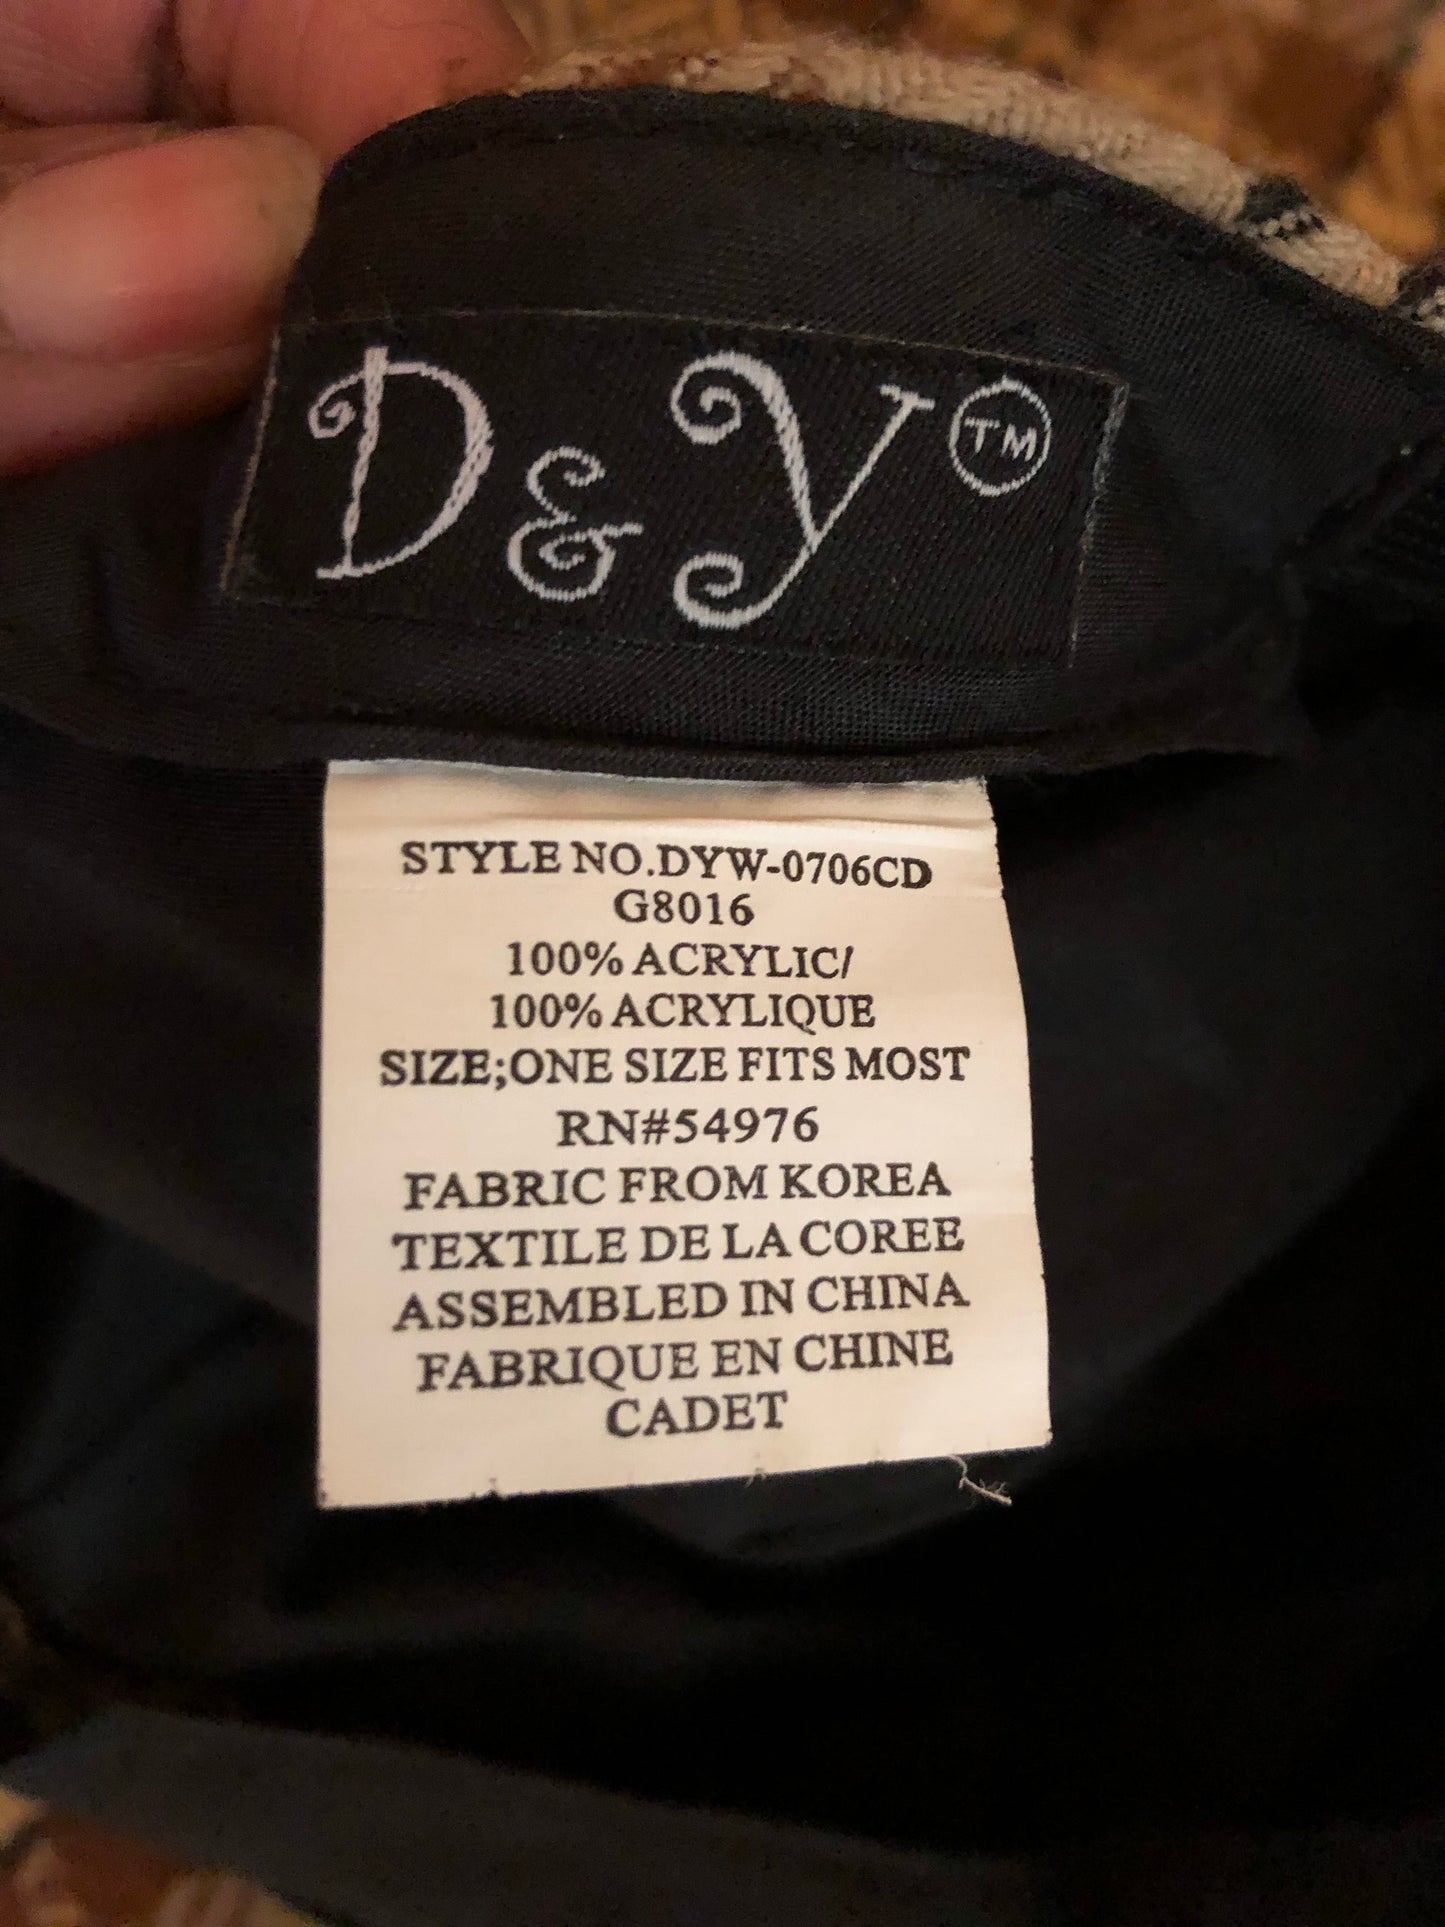 D&Y TM
STYLE NO.DYW-0706CD
G8016
100% ACRYLIC/
100% ACRYLIQUE
SIZE;ONE SIZE FITS MOST
RN#54976
FABRIC FROM KOREA
TEXTILE DE LA COREE
ASSEMBLED IN CHINA
FABRIQUE EN CHINE
CADET